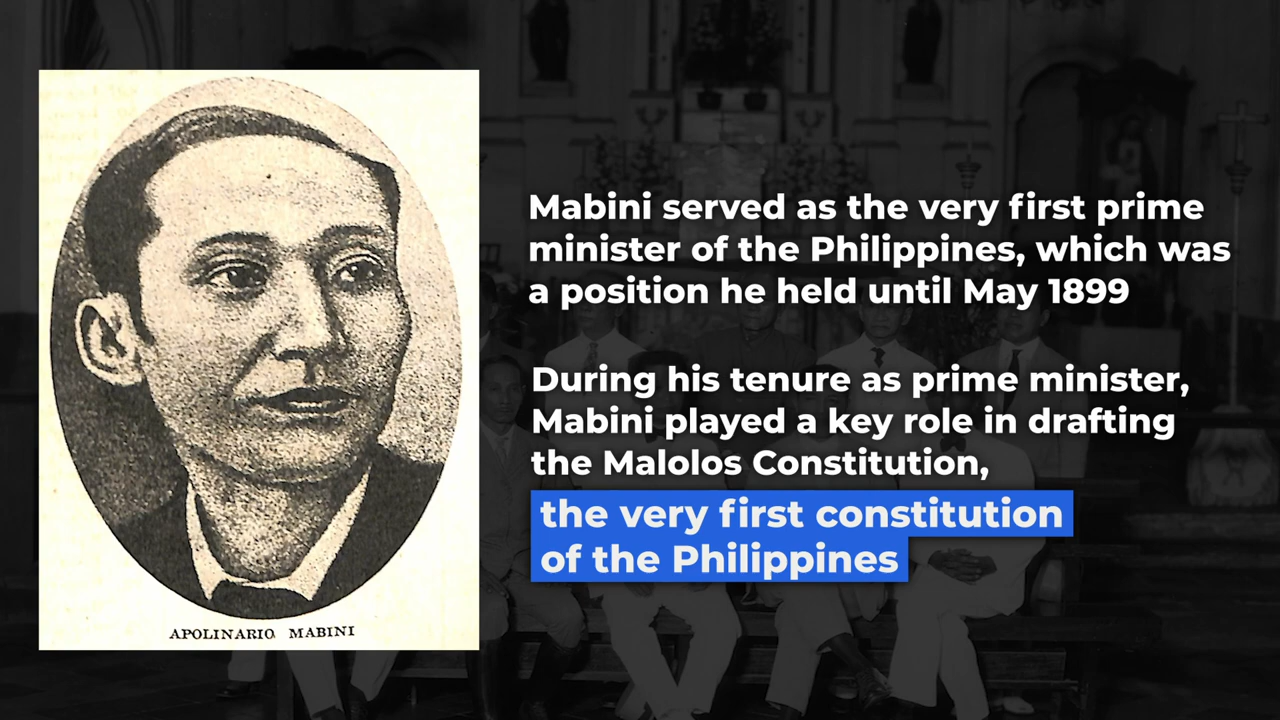 APOLINARIO MABINI
Mabini served as the very first prime
minister of the Philippines, which was
a position he held until May 1899
During his tenure as prime minister,
Mabini played a key role in drafting
the Malolos Constitution,
the very first constitution
of the Philippines